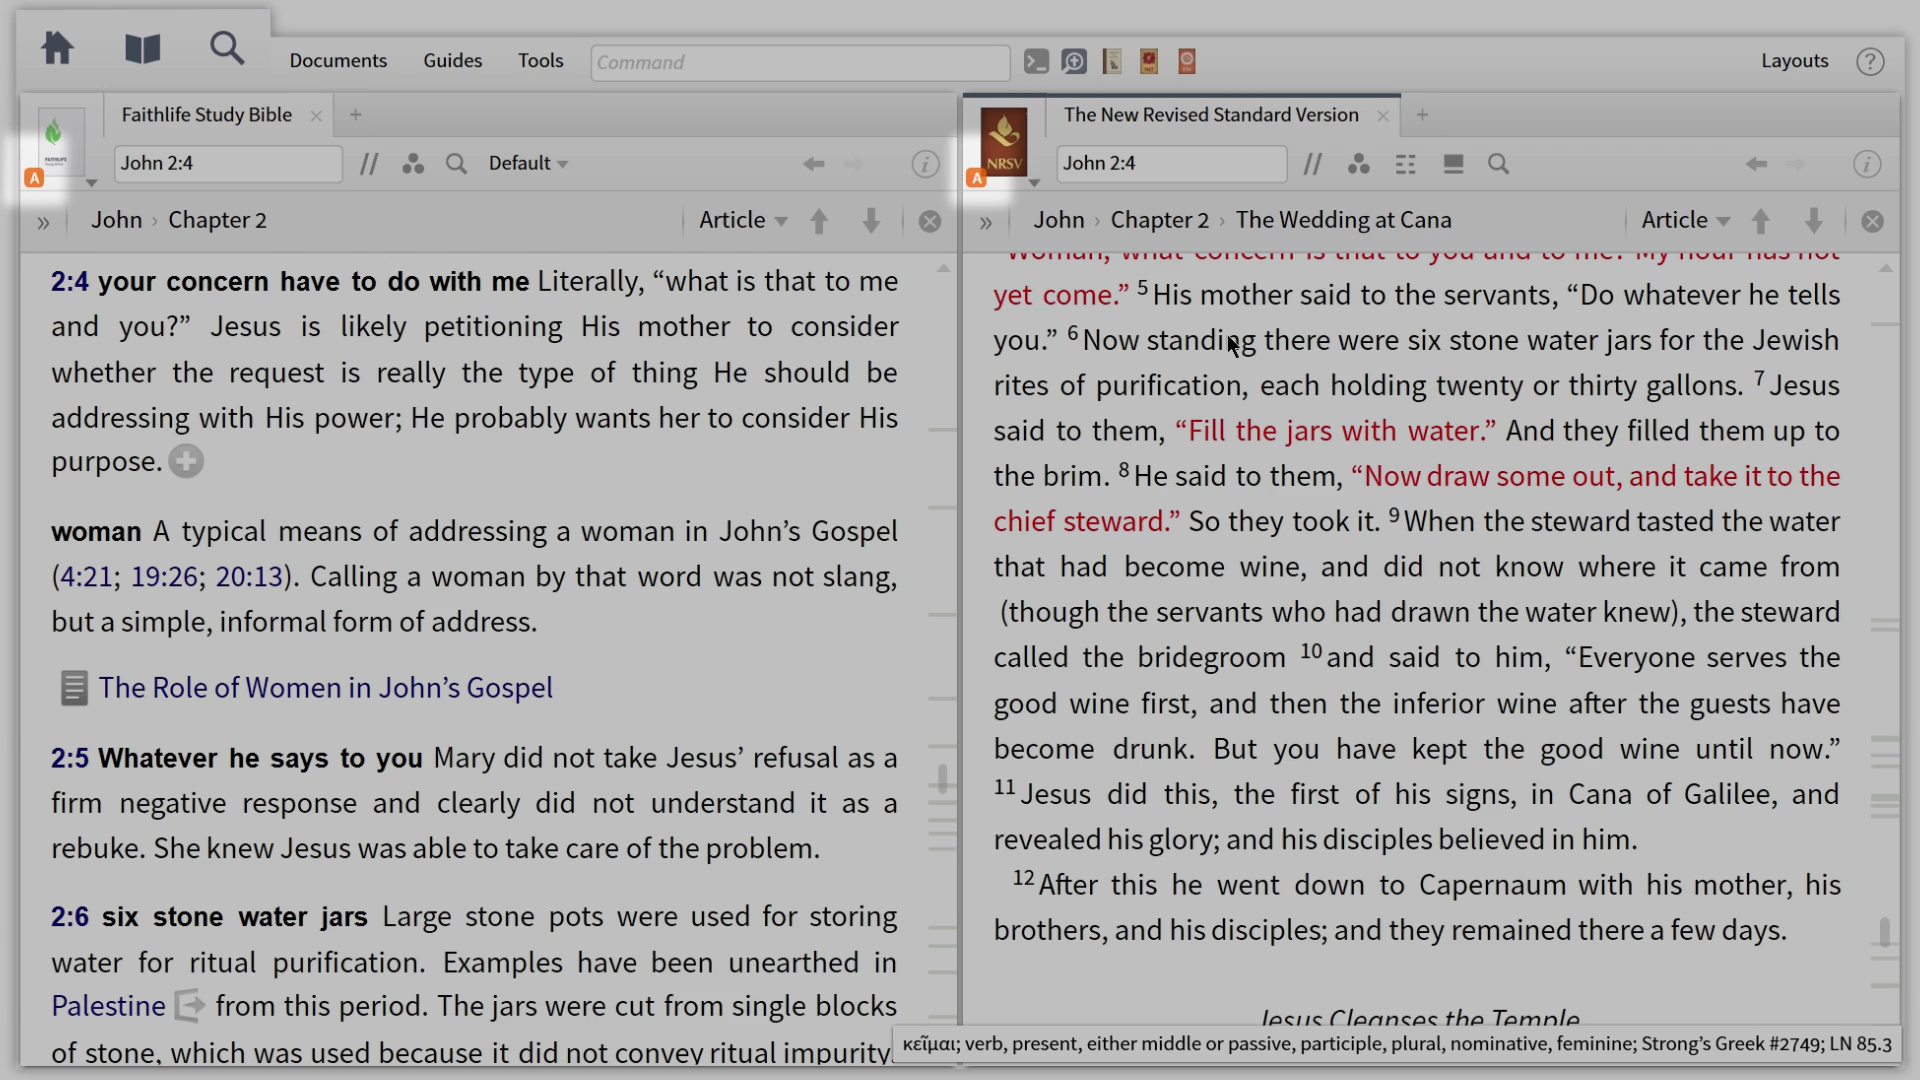 Documents Guides Tools Command Layouts ?
Faithlife Study Bible × +
A John 2:4 // Default
» John › Chapter 2 Article
2:4 your concern have to do with me Literally, “what is that to me
and you?” Jesus is likely petitioning His mother to consider
whether the request is really the type of thing He should be
addressing with His power; He probably wants her to consider His
purpose.
woman A typical means of addressing a woman in John’s Gospel
(4:21; 19:26; 20:13). Calling a woman by that word was not slang,
but a simple, informal form of address.
The Role of Women in John’s Gospel
2:5 Whatever he says to you Mary did not take Jesus’ refusal as a
firm negative response and clearly did not understand it as a
rebuke. She knew Jesus was able to take care of the problem.
2:6 six stone water jars Large stone pots were used for storing
water for ritual purification. Examples have been unearthed in
Palestine from this period. The jars were cut from single blocks
of stone, which was used because it did not convey ritual impurity.
The New Revised Standard Version × +
NRSV A John 2:4 //
» John › Chapter 2 › The Wedding at Cana Article
“Woman, what concern is that to you and to me? My hour has not
yet come.” 5 His mother said to the servants, “Do whatever he tells
you.” 6 Now standing there were six stone water jars for the Jewish
rites of purification, each holding twenty or thirty gallons. 7 Jesus
said to them, “Fill the jars with water.” And they filled them up to
the brim. 8 He said to them, “Now draw some out, and take it to the
chief steward.” So they took it. 9 When the steward tasted the water
that had become wine, and did not know where it came from
(though the servants who had drawn the water knew), the steward
called the bridegroom 10 and said to him, “Everyone serves the
good wine first, and then the inferior wine after the guests have
become drunk. But you have kept the good wine until now.”
11 Jesus did this, the first of his signs, in Cana of Galilee, and
revealed his glory; and his disciples believed in him.
12 After this he went down to Capernaum with his mother, his
brothers, and his disciples; and they remained there a few days.
Jesus Cleanses the Temple
κεῖμαι; verb, present, either middle or passive, participle, plural, nominative, feminine; Strong’s Greek #2749; LN 85.3